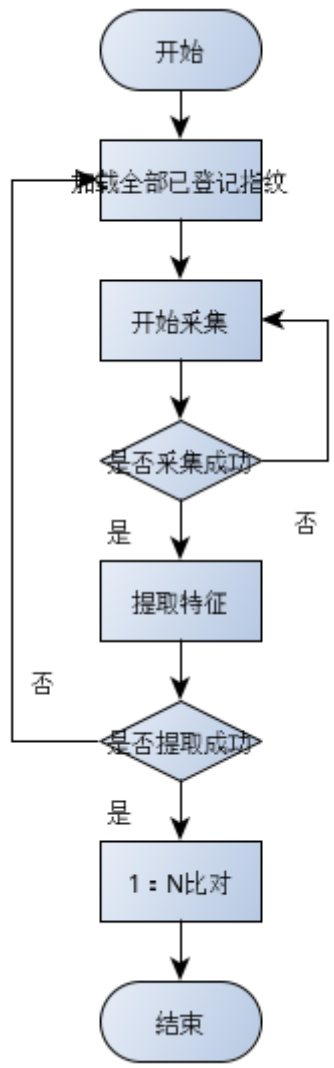 开始
加载全部已登记指纹
开始采集
是否采集成功
是
否
提取特征
否
是否提取成功
是
1：N比对
结束